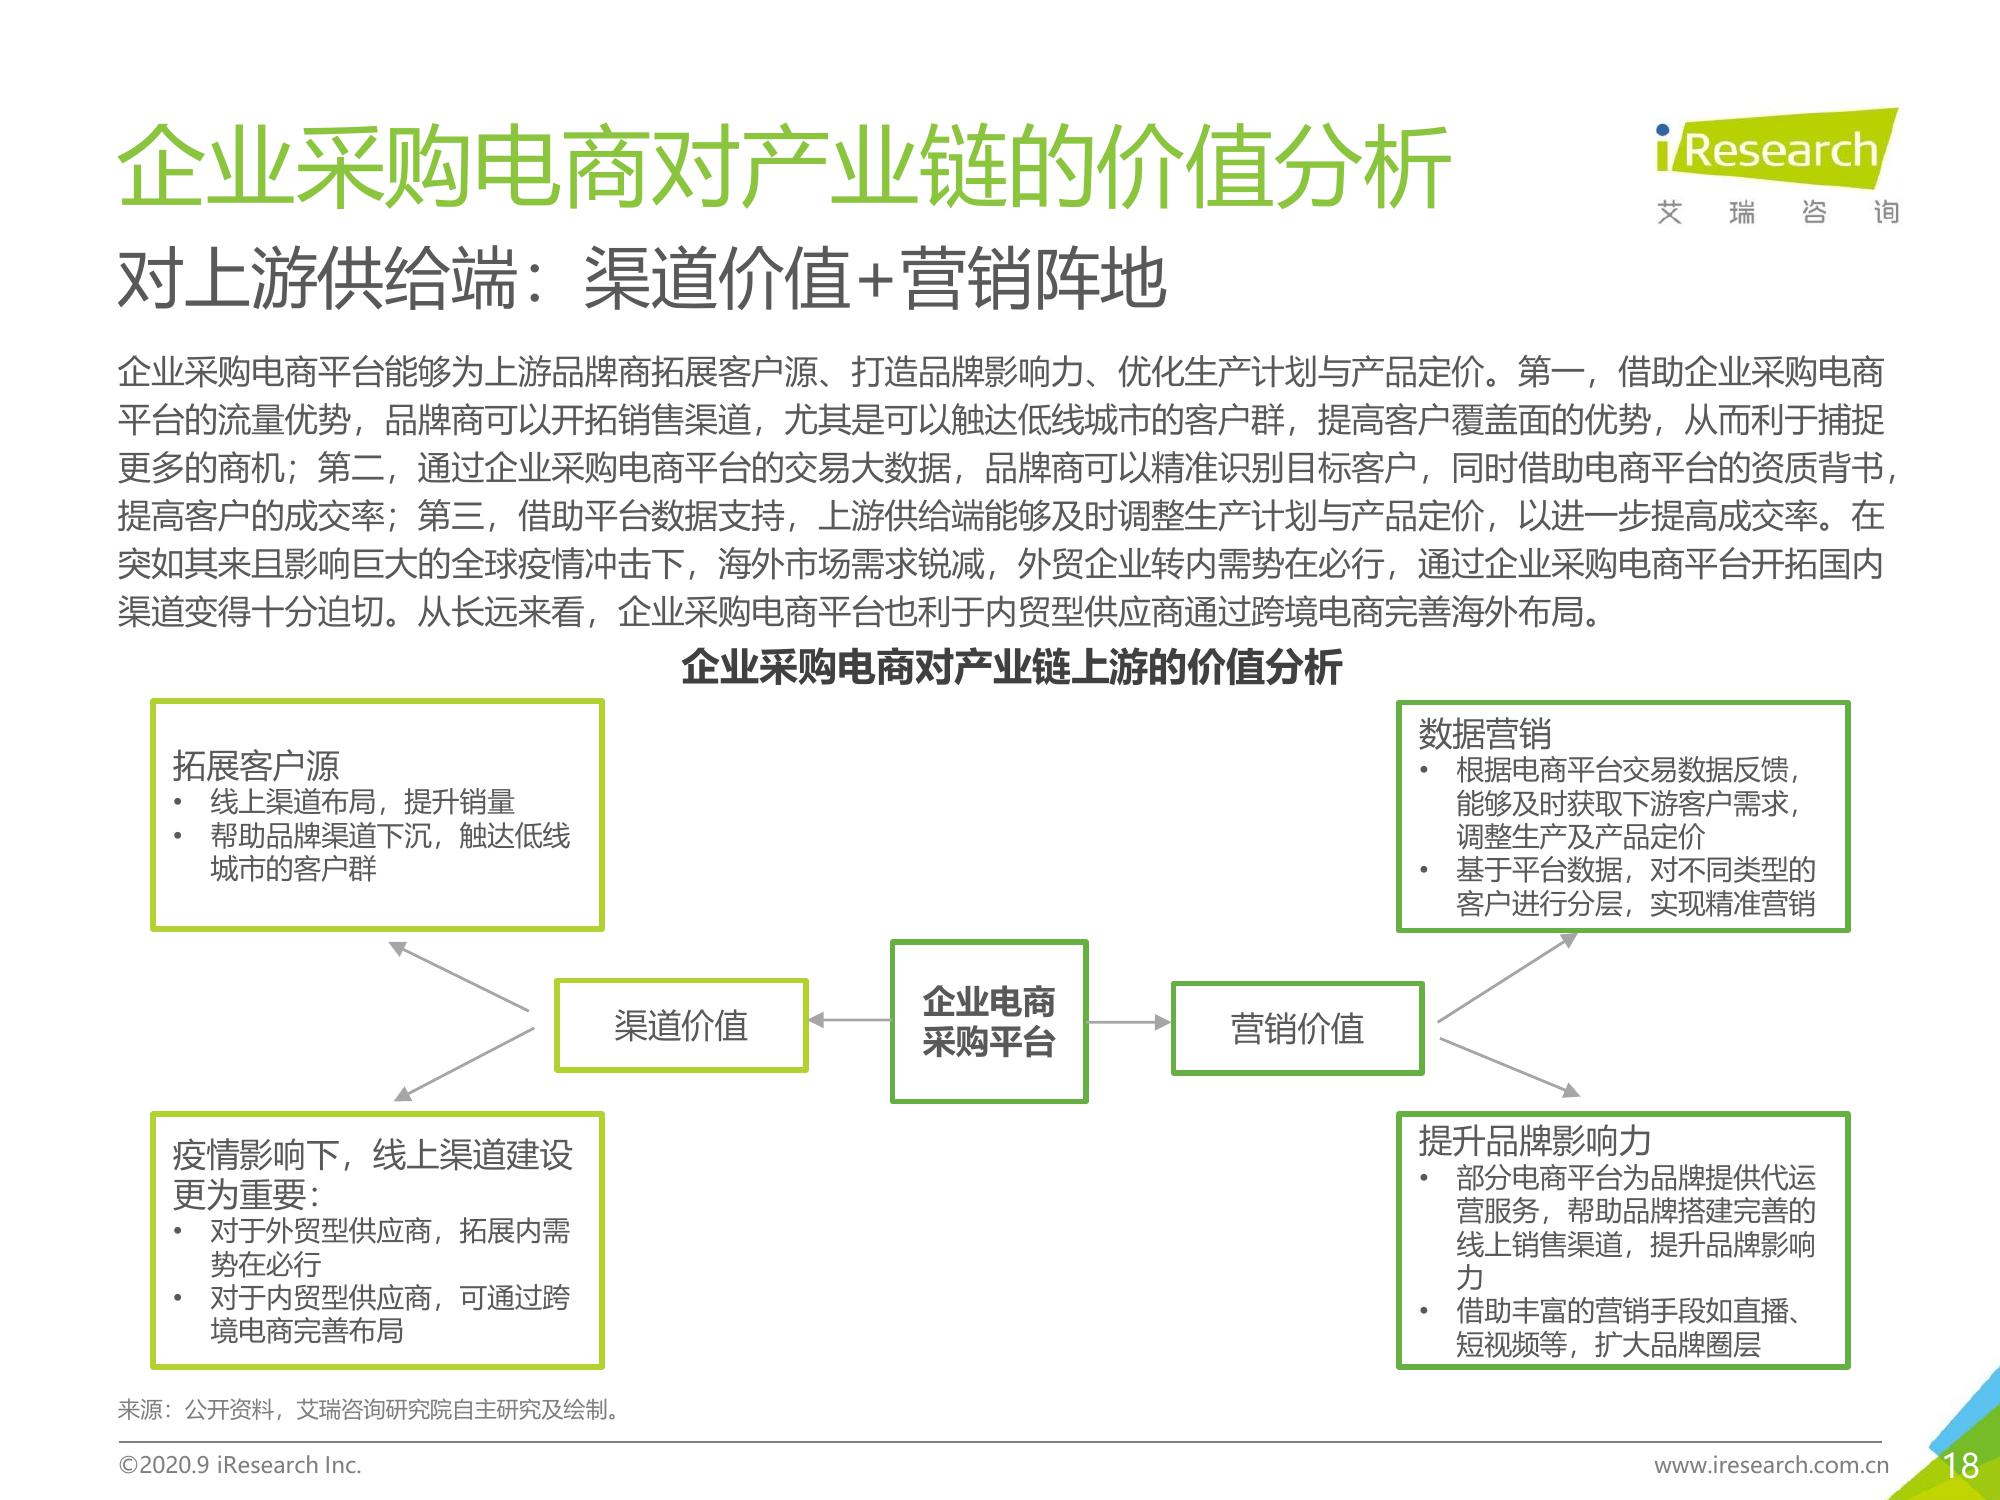 企业采购电商对产业链的价值分析
iResearch
艾瑞咨询
对上游供给端：渠道价值+营销阵地
企业采购电商平台能够为上游品牌商拓展客户源、打造品牌影响力、优化生产计划与产品定价。第一，借助企业采购电商
平台的流量优势，品牌商可以开拓销售渠道，尤其是可以触达低线城市的客户群，提高客户覆盖面的优势，从而利于捕捉
更多的商机；第二，通过企业采购电商平台的交易大数据，品牌商可以精准识别目标客户，同时借助电商平台的资质背书，
提高客户的成交率；第三，借助平台数据支持，上游供给端能够及时调整生产计划与产品定价，以进一步提高成交率。在
突如其来且影响巨大的全球疫情冲击下，海外市场需求锐减，外贸企业转内需势在必行，通过企业采购电商平台开拓国内
渠道变得十分迫切。从长远来看，企业采购电商平台也利于内贸型供应商通过跨境电商完善海外布局。
企业采购电商对产业链上游的价值分析
拓展客户源
• 线上渠道布局，提升销量
• 帮助品牌渠道下沉，触达低线
城市的客户群
数据营销
• 根据电商平台交易数据反馈，
能够及时获取下游客户需求，
调整生产及产品定价
• 基于平台数据，对不同类型的
客户进行分层，实现精准营销
渠道价值
企业电商
采购平台
营销价值
疫情影响下，线上渠道建设
更为重要：
• 对于外贸型供应商，拓展内需
势在必行
• 对于内贸型供应商，可通过跨
境电商完善布局
提升品牌影响力
• 部分电商平台为品牌提供代运
营服务，帮助品牌搭建完善的
线上销售渠道，提升品牌影响
力
• 借助丰富的营销手段如直播、
短视频等，扩大品牌圈层
来源：公开资料，艾瑞咨询研究院自主研究及绘制。
©2020.9 iResearch Inc.
www.iresearch.com.cn
18